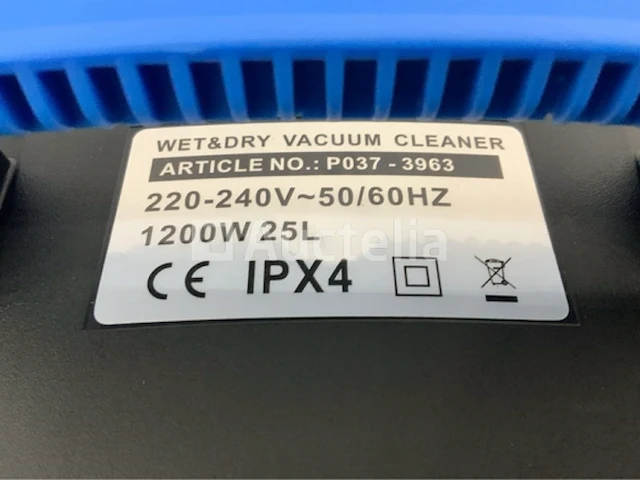 WET&DRY VACUUM CLEANER
ARTICLE NO.: P037 - 3963
220-240V~50/60HZ
1200W 25L
Auctelia
CE IPX4